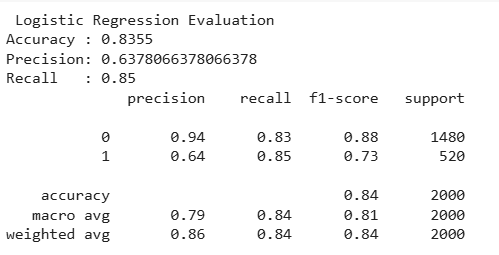 Logistic Regression Evaluation
Accuracy : 0.8355
Precision: 0.6378066378066378
Recall   : 0.85
              precision    recall  f1-score   support

           0       0.94      0.83      0.88      1480
           1       0.64      0.85      0.73       520

    accuracy                           0.84      2000
   macro avg       0.79      0.84      0.81      2000
weighted avg       0.86      0.84      0.84      2000